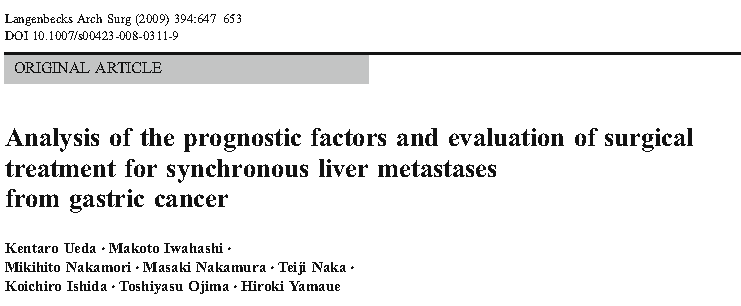 Langenbecks Arch Surg (2009) 394:647 653
DOI 10.1007/s00423-008-0311-9
ORIGINAL ARTICLE
Analysis of the prognostic factors and evaluation of surgical
treatment for synchronous liver metastases
from gastric cancer
Kentaro Ueda · Makoto Iwahashi ·
Mikihito Nakamori · Masaki Nakamura · Teiji Naka ·
Koichiro Ishida · Toshiyasu Ojima · Hiroki Yamaue